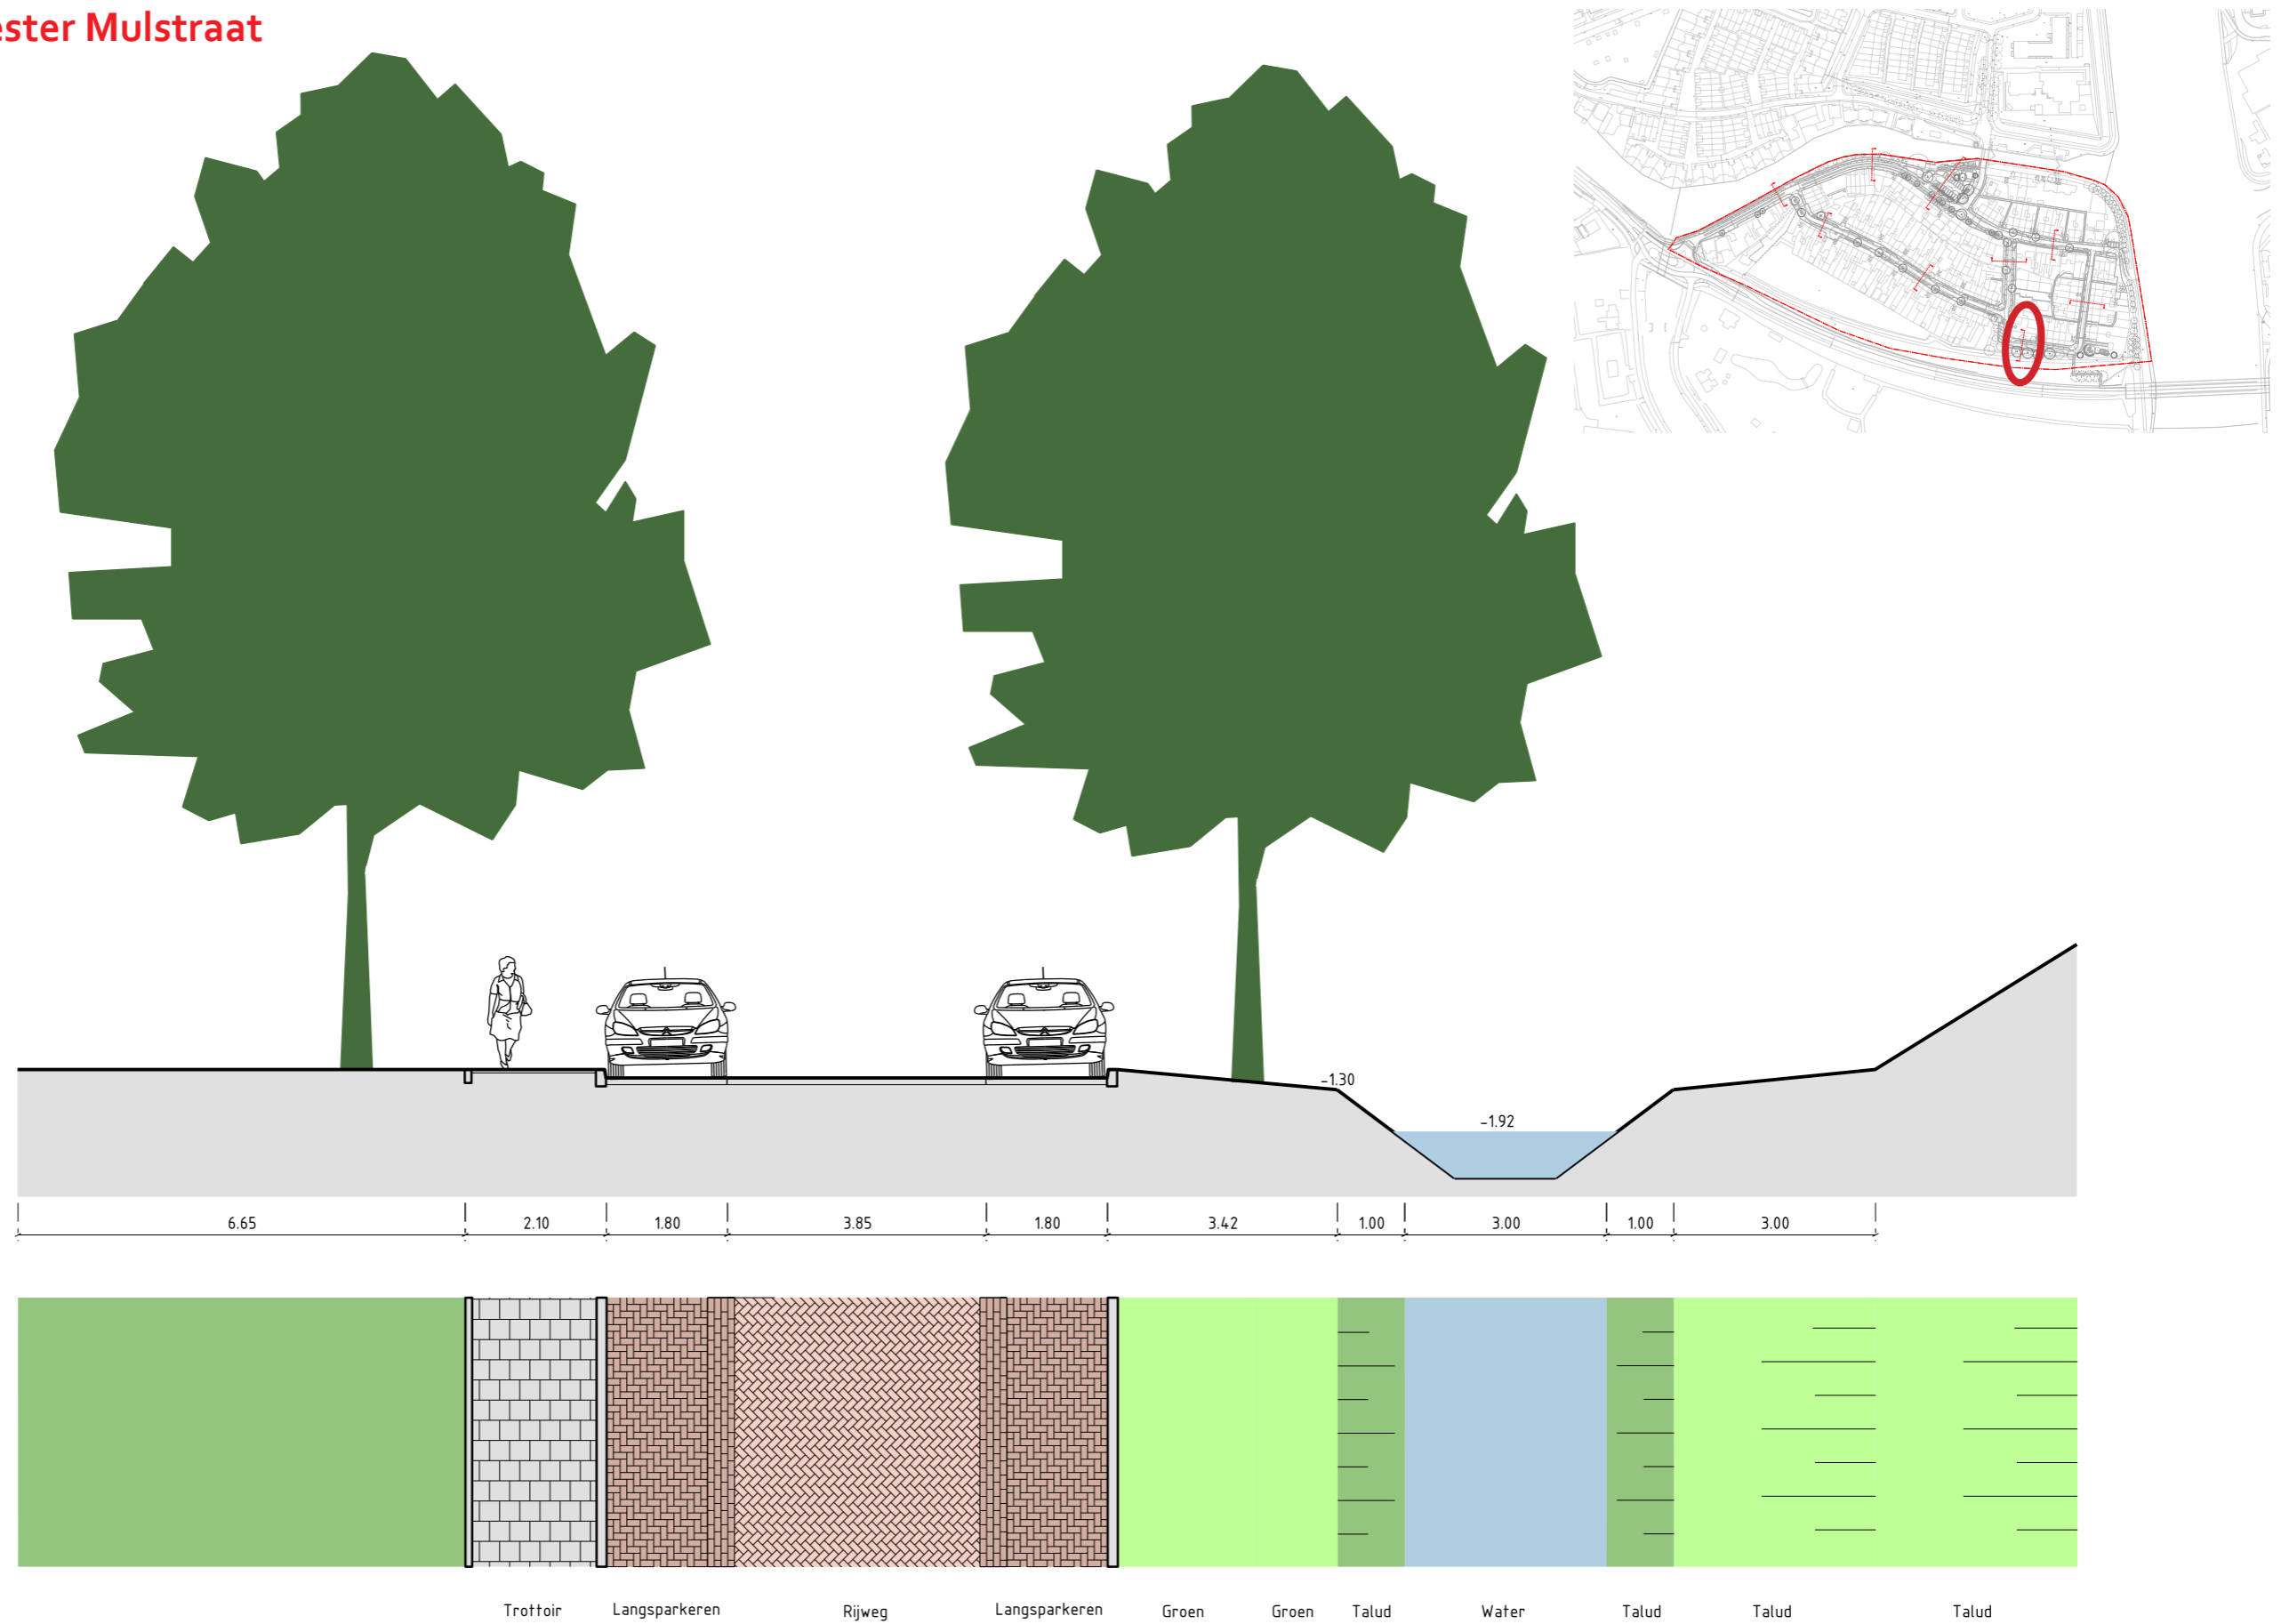 ester Mulstraat
-1.30
-1.92
6.65 2.10 1.80 3.85 1.80 3.42 1.00 3.00 1.00 3.00
Trottoir Langsparkeren Rijweg Langsparkeren Groen Groen Talud Water Talud Talud Talud